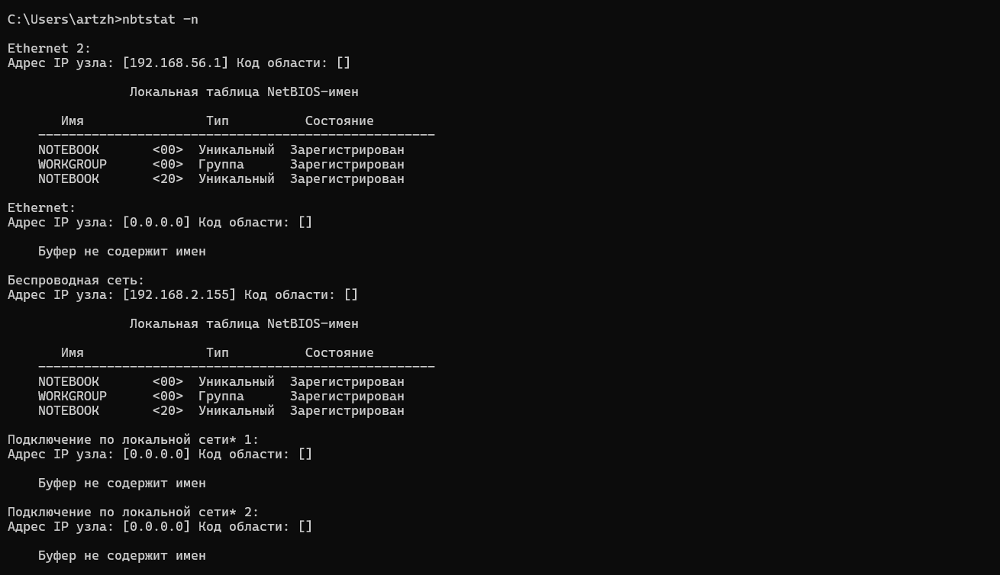 C:\Users\artzh>nbtstat -n
Ethernet 2:
Адрес IP узла: [192.168.56.1] Код области: []
Локальная таблица NetBIOS-имен
Имя Тип Состояние
----------------------------------------------------
NOTEBOOK <00> Уникальный Зарегистрирован
WORKGROUP <00> Группа Зарегистрирован
NOTEBOOK <20> Уникальный Зарегистрирован
Ethernet:
Адрес IP узла: [0.0.0.0] Код области: []
Буфер не содержит имен
Беспроводная сеть:
Адрес IP узла: [192.168.2.155] Код области: []
Локальная таблица NetBIOS-имен
Имя Тип Состояние
----------------------------------------------------
NOTEBOOK <00> Уникальный Зарегистрирован
WORKGROUP <00> Группа Зарегистрирован
NOTEBOOK <20> Уникальный Зарегистрирован
Подключение по локальной сети* 1:
Адрес IP узла: [0.0.0.0] Код области: []
Буфер не содержит имен
Подключение по локальной сети* 2:
Адрес IP узла: [0.0.0.0] Код области: []
Буфер не содержит имен